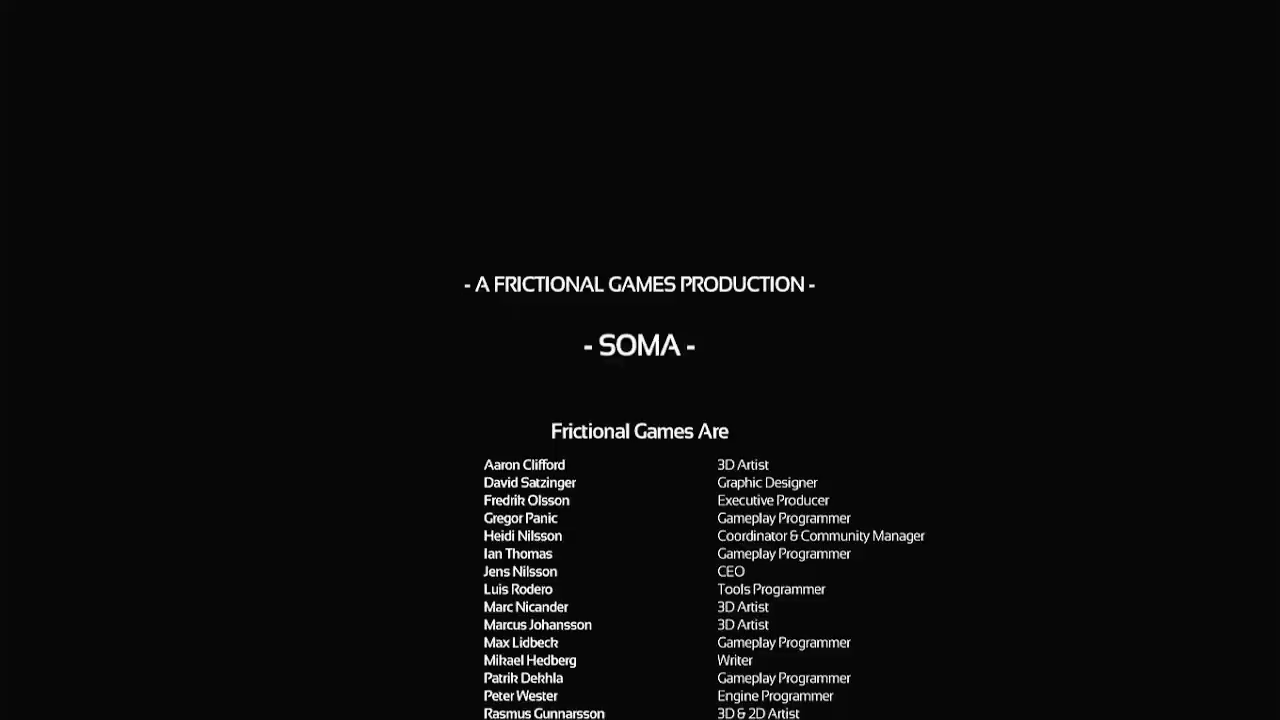 - A FRICTIONAL GAMES PRODUCTION -
- SOMA -
Frictional Games Are
Aaron Clifford 3D Artist
David Satzinger Graphic Designer
Fredrik Olsson Executive Producer
Gregor Panic Gameplay Programmer
Heidi Nilsson Coordinator & Community Manager
Ian Thomas Gameplay Programmer
Jens Nilsson CEO
Luis Rodero Tools Programmer
Marc Nicander 3D Artist
Marcus Johansson 3D Artist
Max Lidbeck Gameplay Programmer
Mikael Hedberg Writer
Patrik Dekhla Gameplay Programmer
Peter Wester Engine Programmer
Rasmus Gunnarsson 3D & 2D Artist